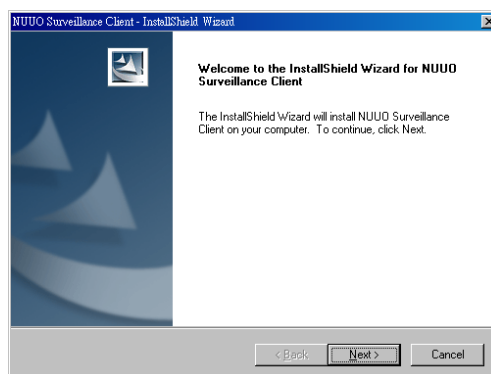 NUUO Surveillance Client - InstallShield Wizard
Welcome to the InstallShield Wizard for NUUO
Surveillance Client
The InstallShield Wizard will install NUUO Surveillance
Client on your computer. To continue, click Next.
< Back
Next >
Cancel